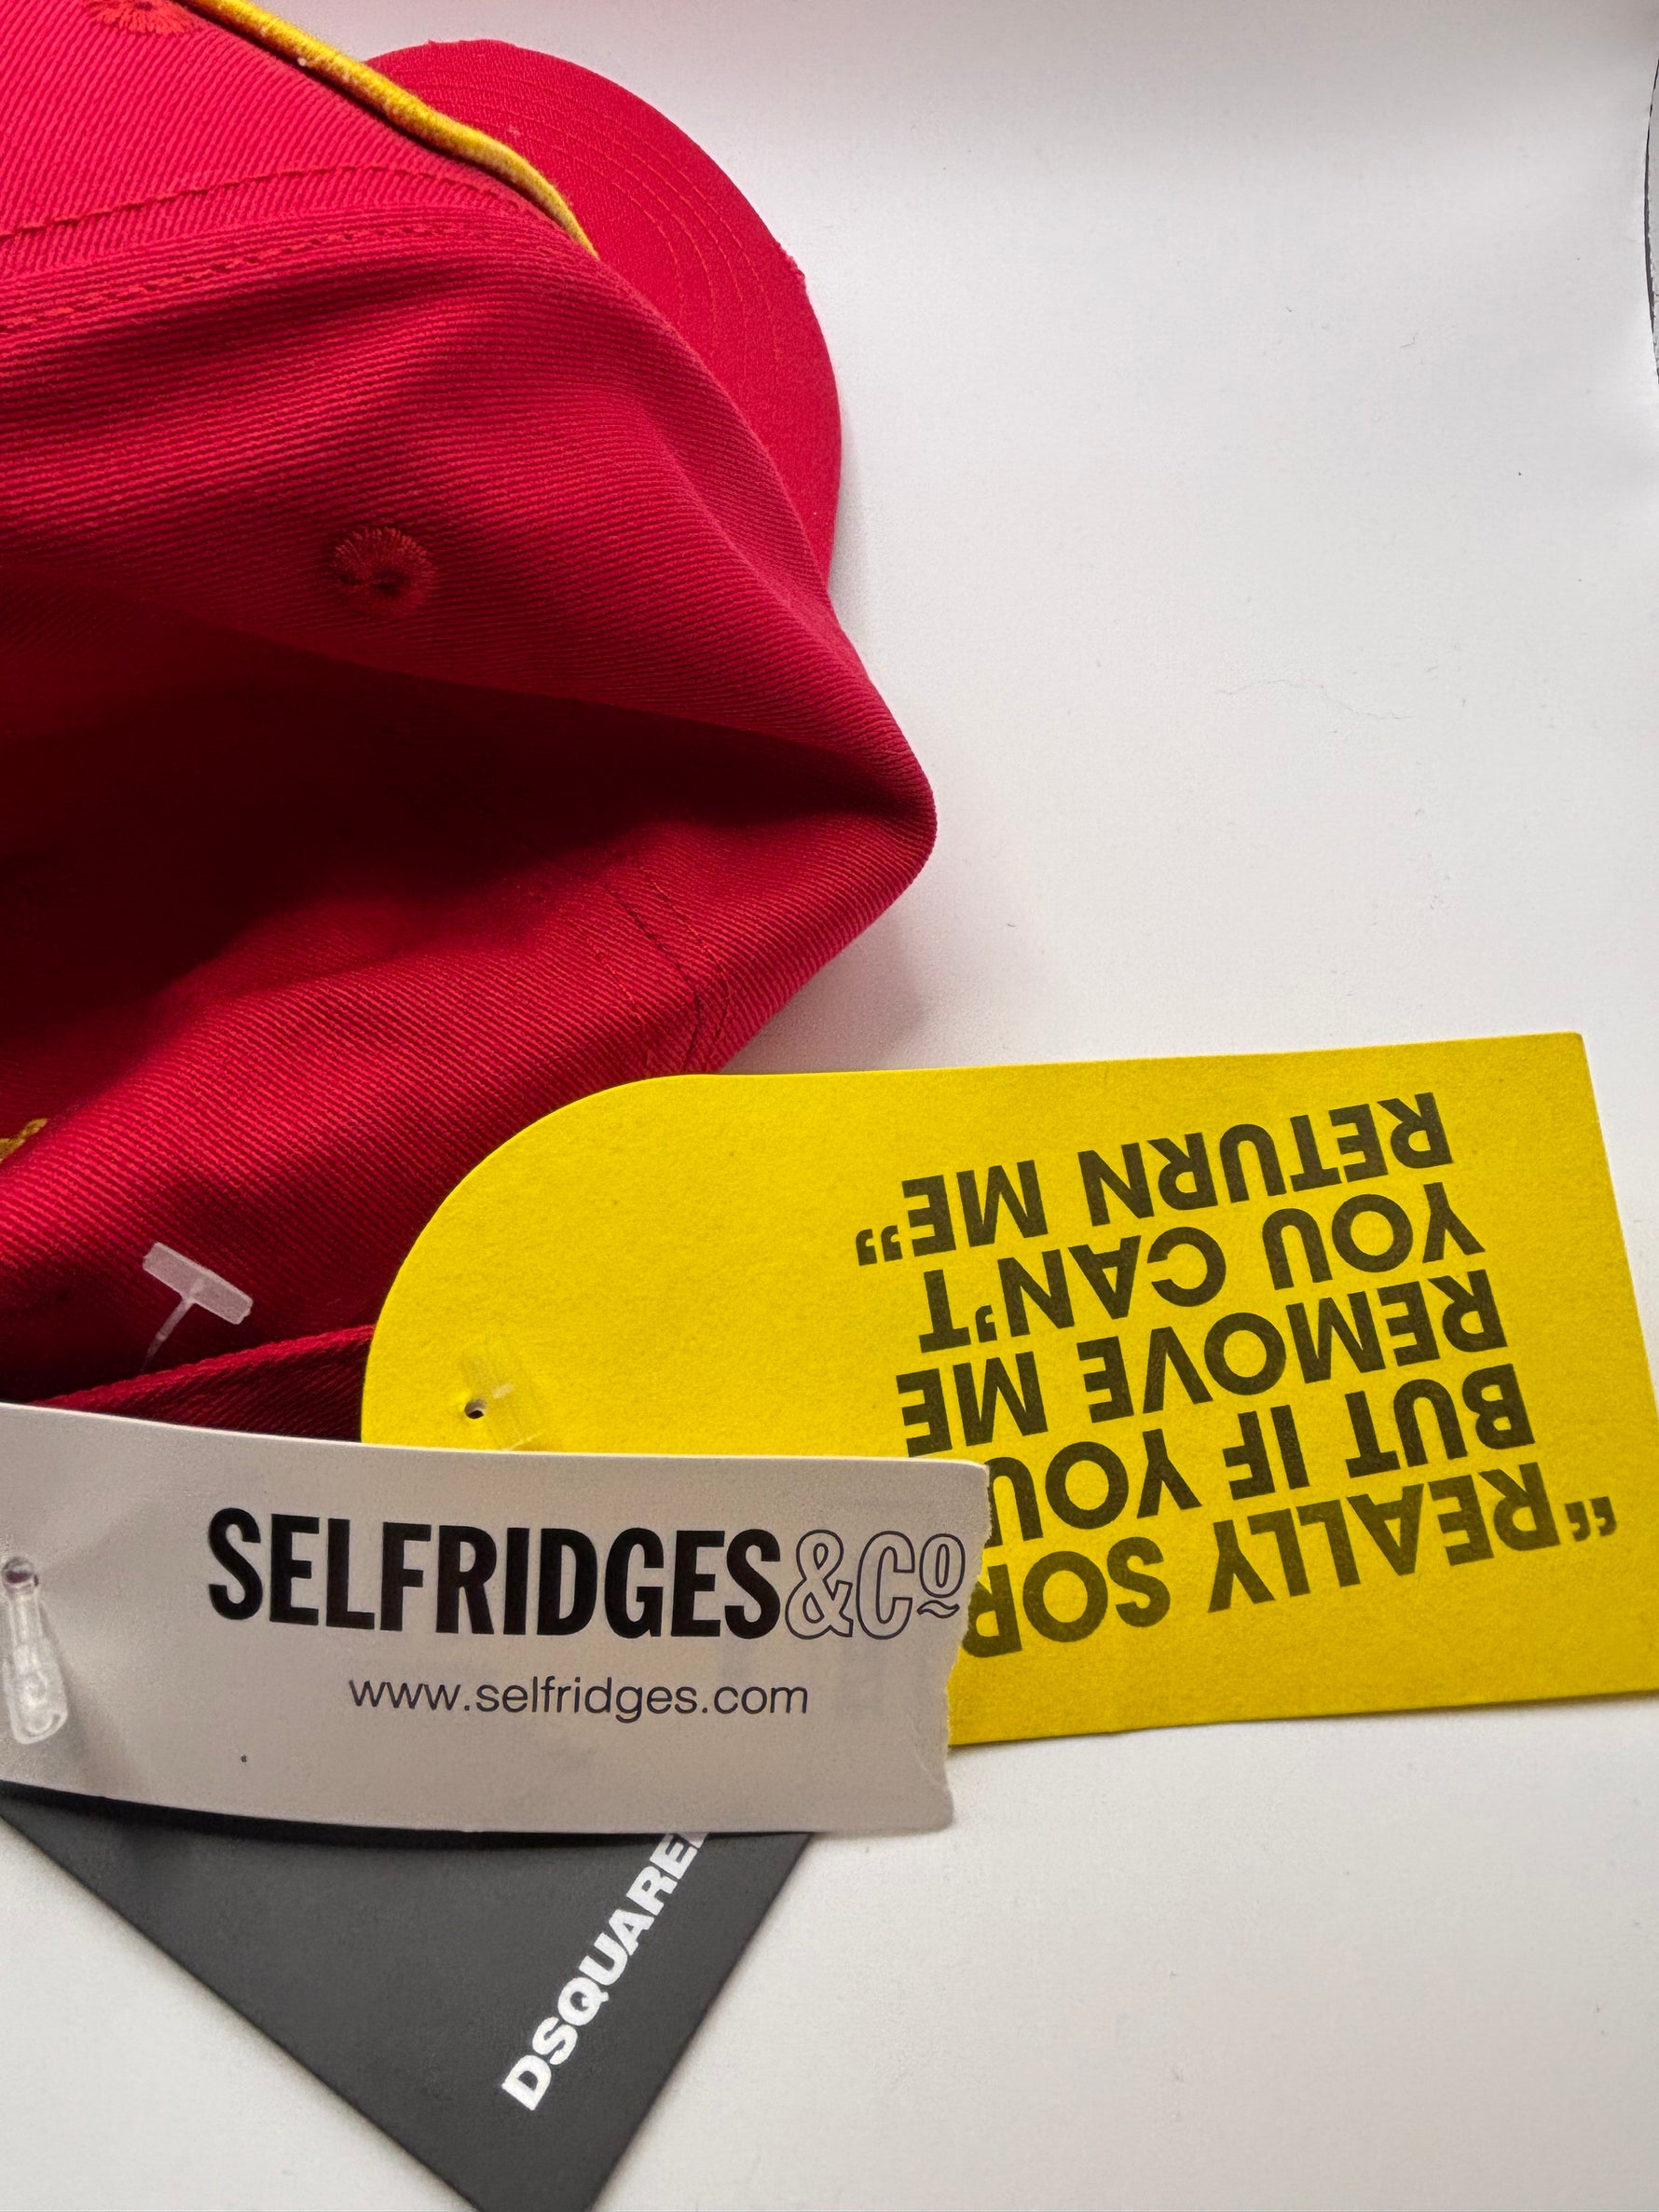 "REALLY SOR
BUT IF YOU
REMOVE ME
YOU CAN'T
RETURN ME"
SELFRIDGES&Cº
www.selfridges.com
DSQUARE